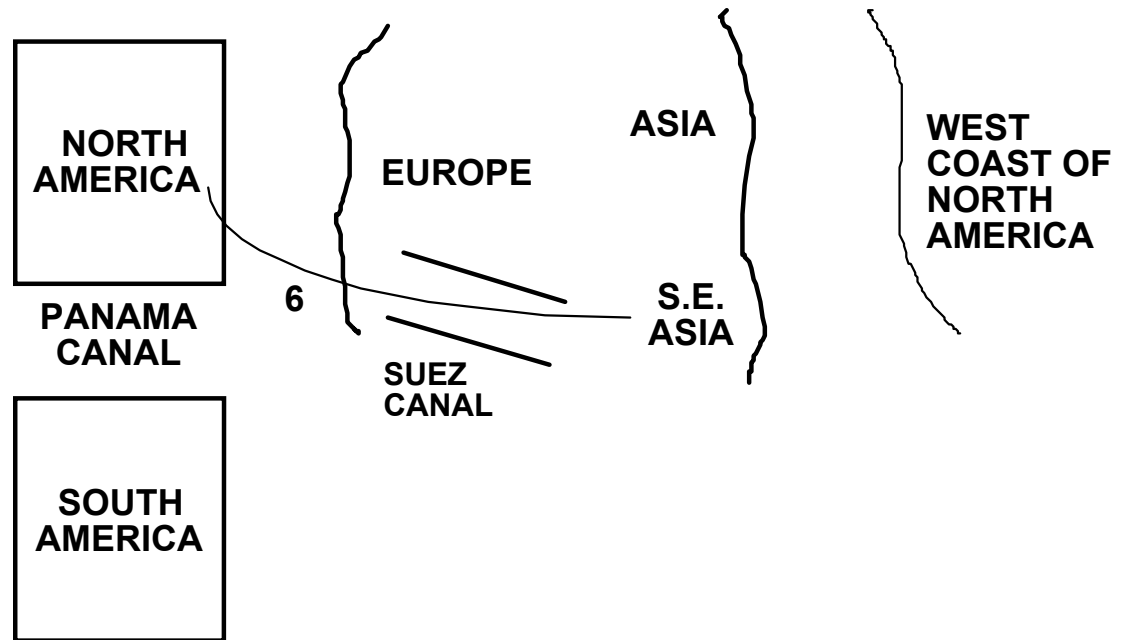 NORTH
AMERICA
PANAMA
CANAL
SOUTH
AMERICA
6
EUROPE
SUEZ
CANAL
ASIA
S.E.
ASIA
WEST
COAST OF
NORTH
AMERICA